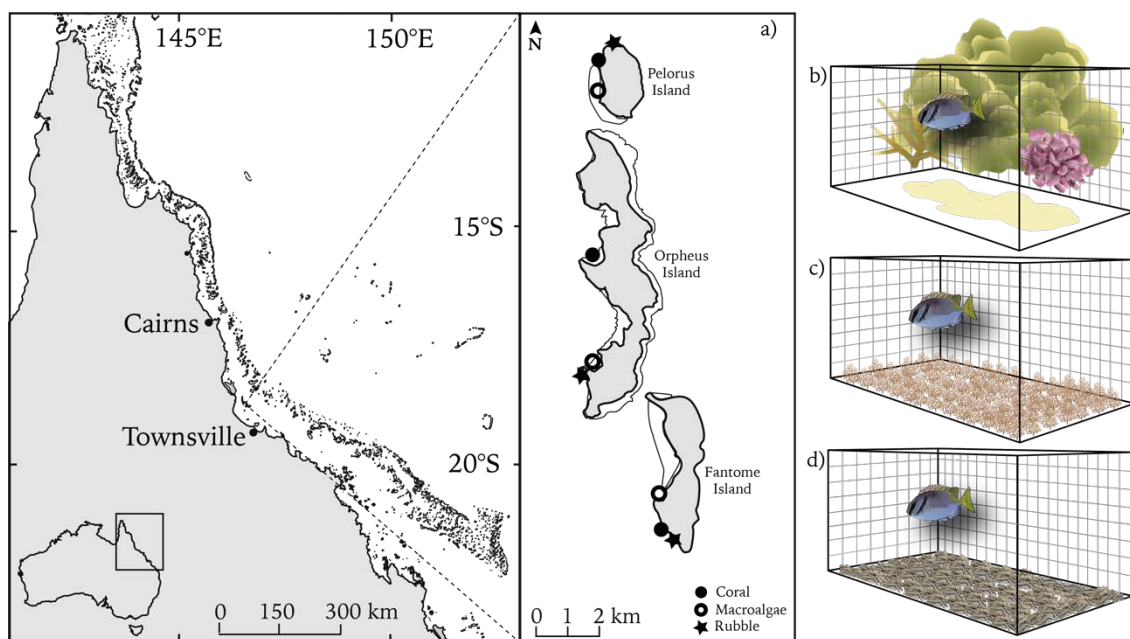 145°E
150°E
15°S
Cairns
Townsville
20°S
0 150 300 km
a)
N
Pelorus
Island
Orpheus
Island
Fantome
Island
Coral
Macroalgae
Rubble
0 1 2 km
b)
c)
d)